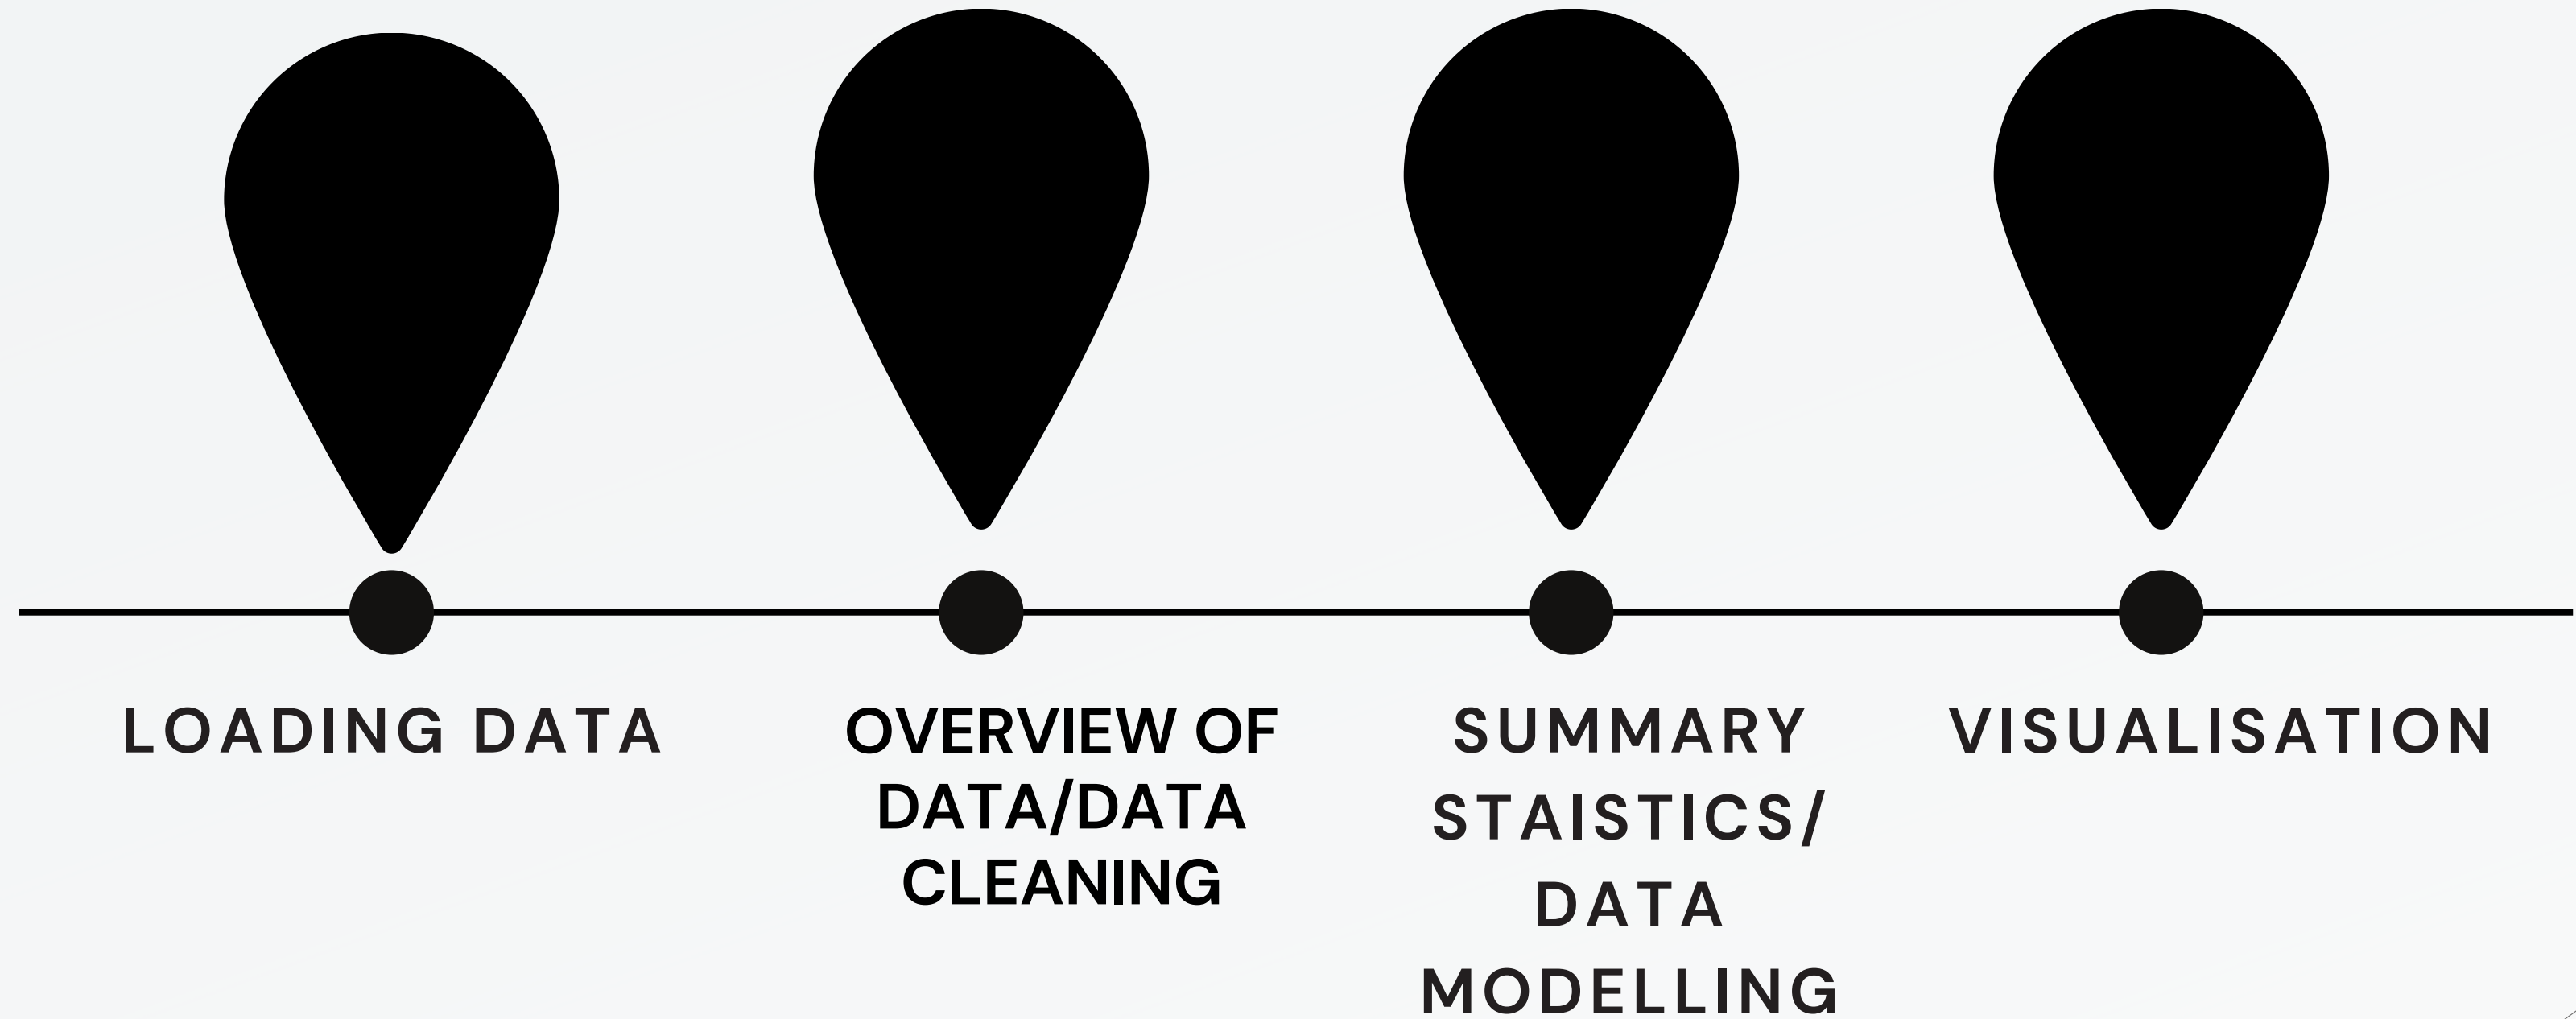 LOADING DATA
OVERVIEW OF
DATA/DATA
CLEANING
SUMMARY
STAISTICS/
DATA
MODELLING
VISUALISATION